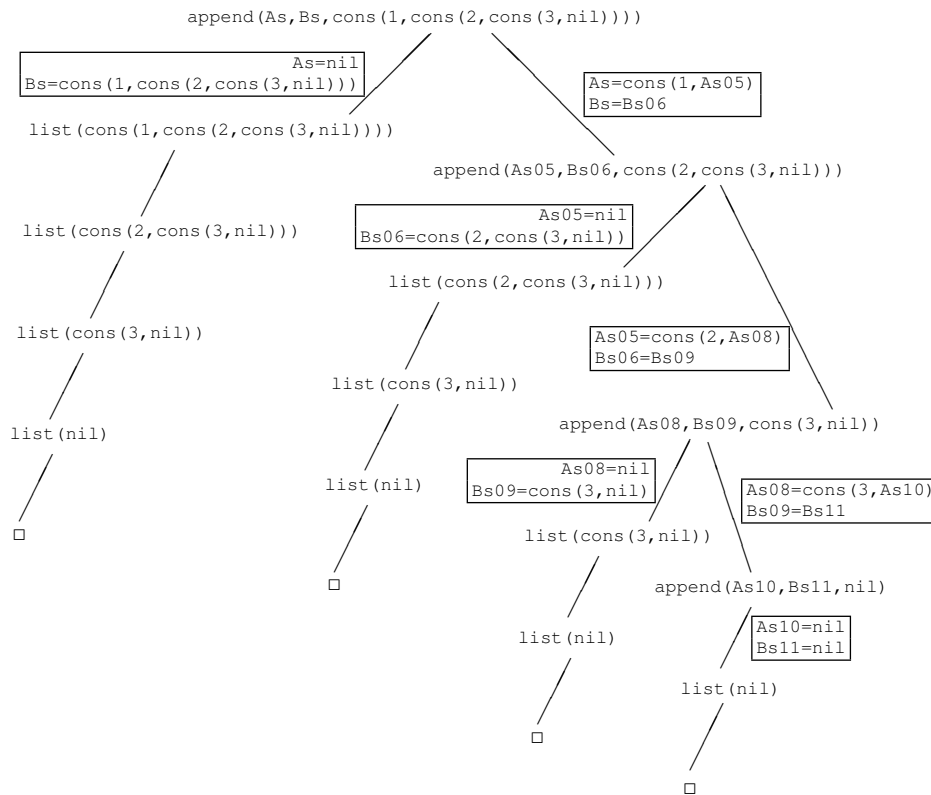 append(As,Bs,cons(1,cons(2,cons(3,nil))))
As=nil
Bs=cons(1,cons(2,cons(3,nil)))
As=cons(1,As05)
Bs=Bs06
list(cons(1,cons(2,cons(3,nil))))
append(As05,Bs06,cons(2,cons(3,nil)))
As05=nil
Bs06=cons(2,cons(3,nil))
list(cons(2,cons(3,nil)))
list(cons(2,cons(3,nil)))
list(cons(3,nil))
As05=cons(2,As08)
Bs06=Bs09
list(cons(3,nil))
append(As08,Bs09,cons(3,nil))
list(nil)
As08=nil
Bs09=cons(3,nil)
As08=cons(3,As10)
Bs09=Bs11
list(nil)
list(cons(3,nil))
append(As10,Bs11,nil)
As10=nil
Bs11=nil
list(nil)
list(nil)